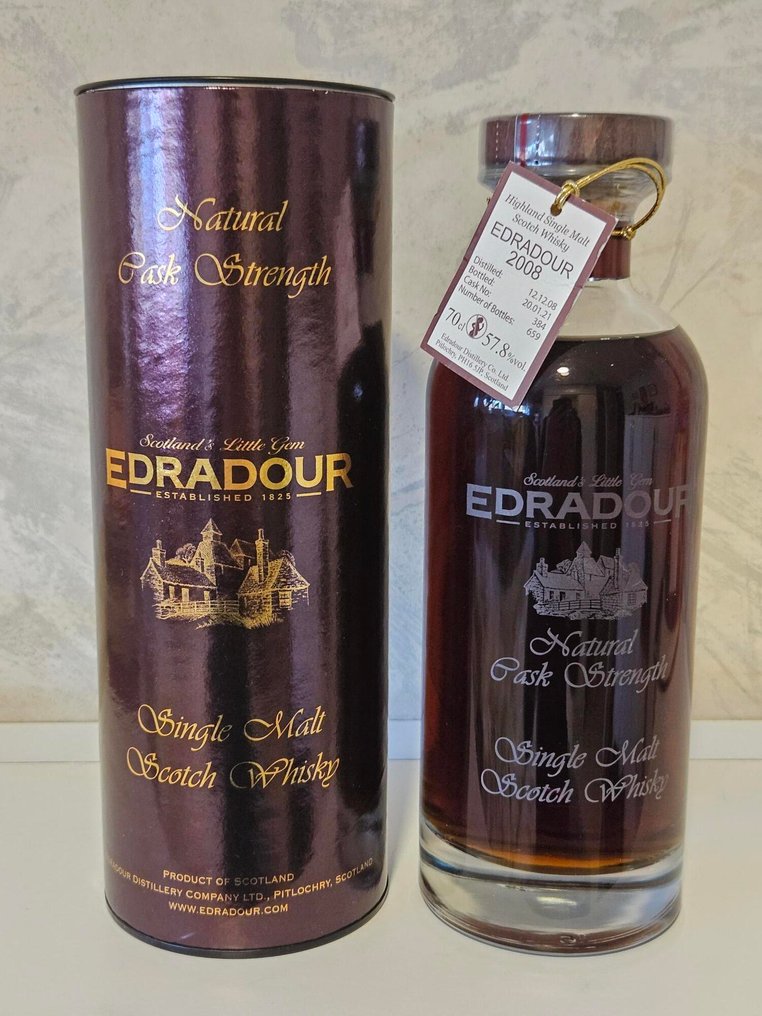 Natural
Cask Strength
Scotland's Little Gem
EDRADOUR
ESTABLISHED 1825
Single Malt
Scotch Whisky
PRODUCT OF SCOTLAND
DISTILLERY COMPANY LTD., PITLOCHRY, SCOTLAND
WWW.EDRADOUR.COM
Highland Single Malt
Scotch Whisky
EDRADOUR
2008
Distilled: 12.12.08
Bottled: 20.01.21
Cask No: 384
Number of Bottles: 659
70cl 57.8%vol
Edradour Distillery Co. Ltd.
Pitlochry, PH16 5JP, Scotland
Scotland's Little Gem
EDRADOUR
ESTABLISHED 1825
Natural
Cask Strength
Single Malt
Scotch Whisky